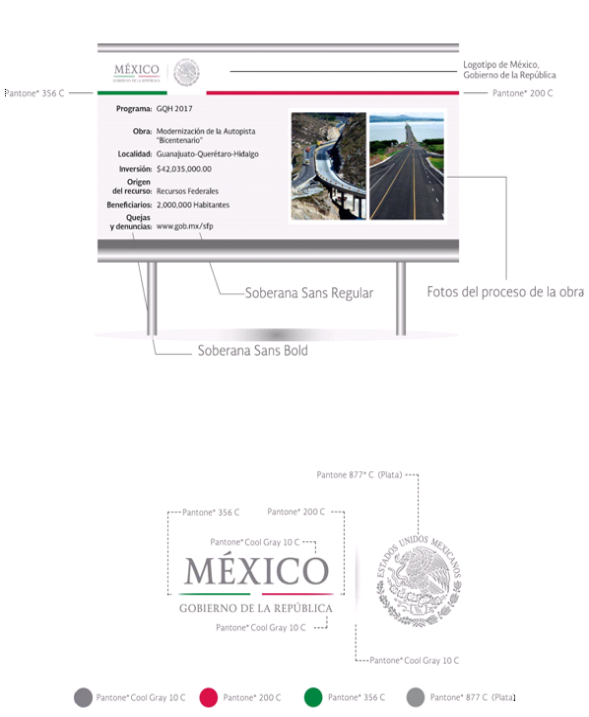 MÉXICO
GOBIERNO DE LA REPÚBLICA
Logotipo de México,
Gobierno de la República
Pantone* 356 C
Pantone* 200 C
Programa: GQH 2017
Obra: Modernización de la Autopista
"Bicentenario"
Localidad: Guanajuato-Querétaro-Hidalgo
Inversión: $42,035,000.00
Origen
del recurso: Recursos Federales
Beneficiarios: 2,000,000 Habitantes
Quejas
y denuncias: www.gob.mx/sfp
Soberana Sans Regular
Fotos del proceso de la obra
Soberana Sans Bold
Pantone 877* C (Plata)
Pantone* 356 C
Pantone* 200 C
Pantone* Cool Gray 10 C
MÉXICO
GOBIERNO DE LA REPÚBLICA
Pantone* Cool Gray 10 C
ESTADOS UNIDOS MEXICANOS
Pantone* Cool Gray 10 C
Pantone* Cool Gray 10 C
Pantone* 200 C
Pantone* 356 C
Pantone* 877 C (Plata)